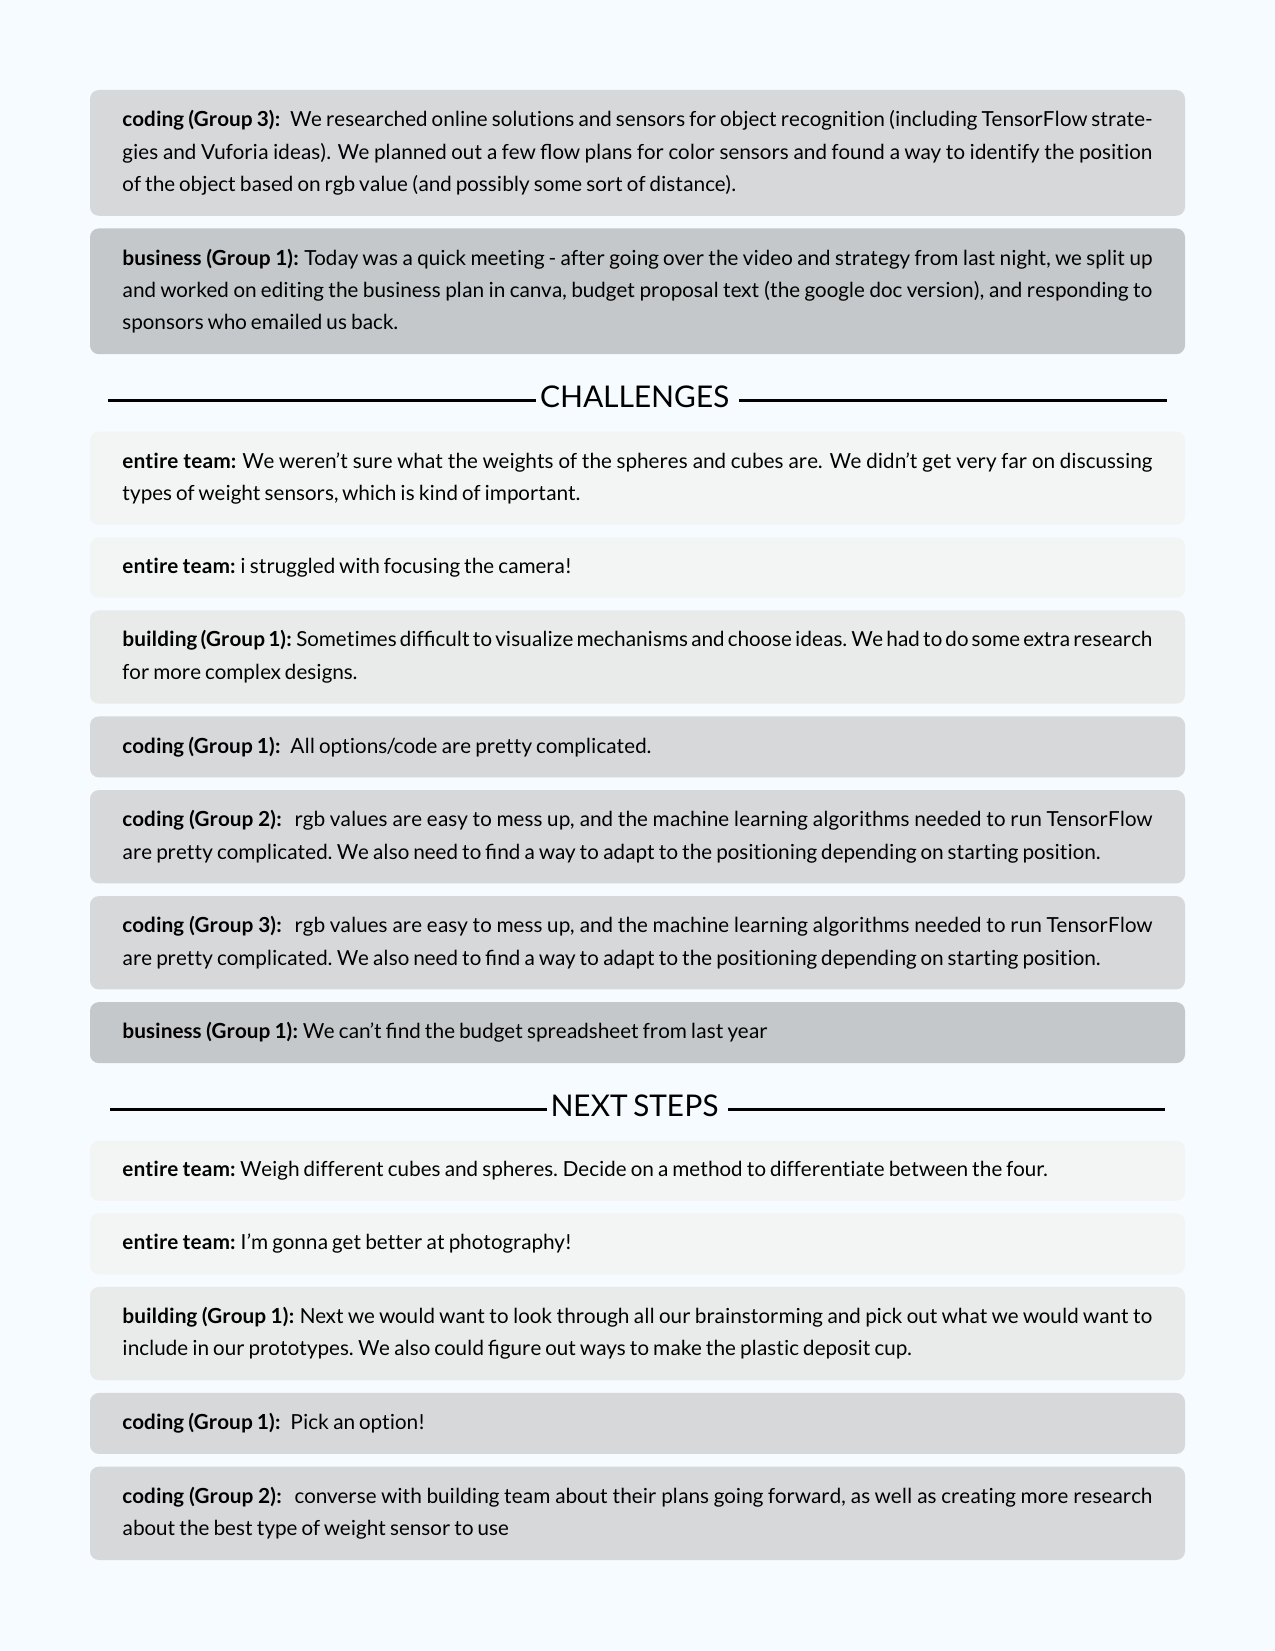 coding (Group 3): We researched online solutions and sensors for object recognition (including TensorFlow strate-
gies and Vuforia ideas). We planned out a few flow plans for color sensors and found a way to identify the position
of the object based on rgb value (and possibly some sort of distance).
business (Group 1): Today was a quick meeting - after going over the video and strategy from last night, we split up
and worked on editing the business plan in canva, budget proposal text (the google doc version), and responding to
sponsors who emailed us back.
CHALLENGES
entire team: We weren't sure what the weights of the spheres and cubes are. We didn't get very far on discussing
types of weight sensors, which is kind of important.
entire team: i struggled with focusing the camera!
building (Group 1): Sometimes difficult to visualize mechanisms and choose ideas. We had to do some extra research
for more complex designs.
coding (Group 1): All options/code are pretty complicated.
coding (Group 2): rgb values are easy to mess up, and the machine learning algorithms needed to run TensorFlow
are pretty complicated. We also need to find a way to adapt to the positioning depending on starting position.
coding (Group 3): rgb values are easy to mess up, and the machine learning algorithms needed to run TensorFlow
are pretty complicated. We also need to find a way to adapt to the positioning depending on starting position.
business (Group 1): We can't find the budget spreadsheet from last year
NEXT STEPS
entire team: Weigh different cubes and spheres. Decide on a method to differentiate between the four.
entire team: I'm gonna get better at photography!
building (Group 1): Next we would want to look through all our brainstorming and pick out what we would want to
include in our prototypes. We also could figure out ways to make the plastic deposit cup.
coding (Group 1): Pick an option!
coding (Group 2): converse with building team about their plans going forward, as well as creating more research
about the best type of weight sensor to use